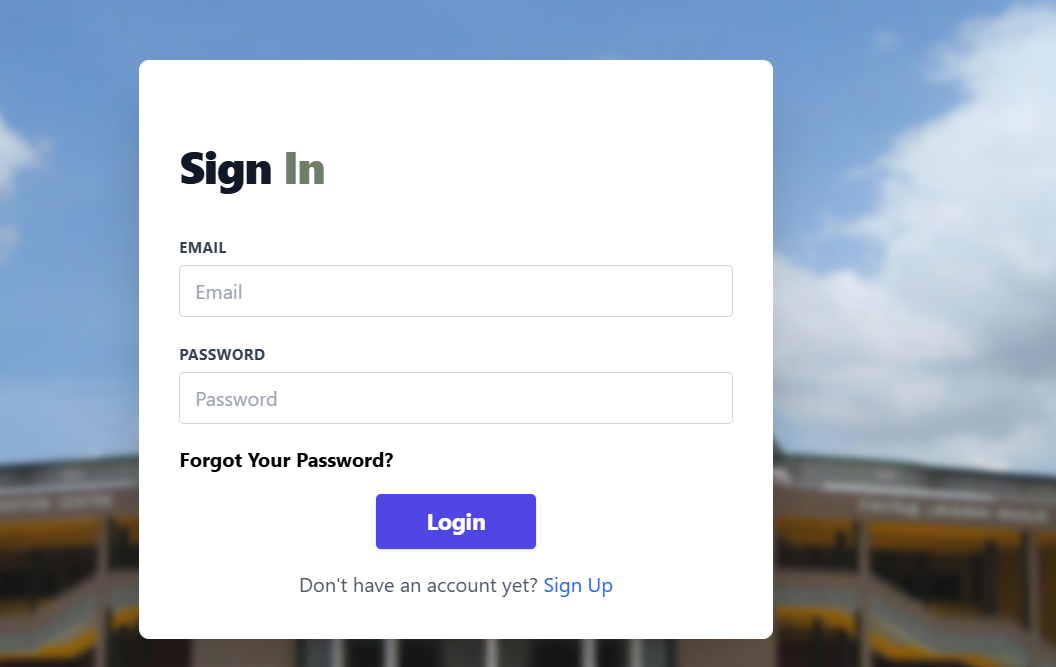 Sign In
EMAIL
Email
PASSWORD
Password
Forgot Your Password?
Login
Don't have an account yet? Sign Up